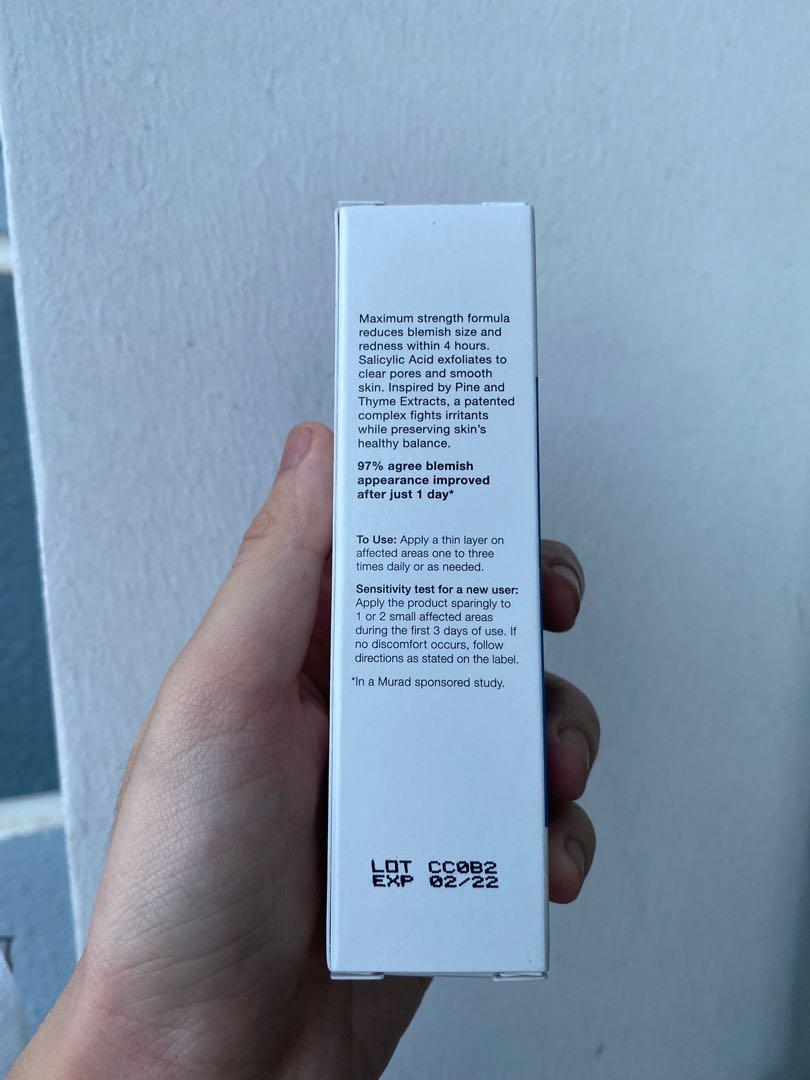 Maximum strength formula
reduces blemish size and
redness within 4 hours.
Salicylic Acid exfoliates to
clear pores and smooth
skin. Inspired by Pine and
Thyme Extracts, a patented
complex fights irritants
while preserving skin's
healthy balance.
97% agree blemish
appearance improved
after just 1 day*
To Use: Apply a thin layer on
affected areas one to three
times daily or as needed.
Sensitivity test for a new user:
Apply the product sparingly to
1 or 2 small affected areas
during the first 3 days of use. If
no discomfort occurs, follow
directions as stated on the label.
*In a Murad sponsored study.
LOT CC0B2
EXP 02/22